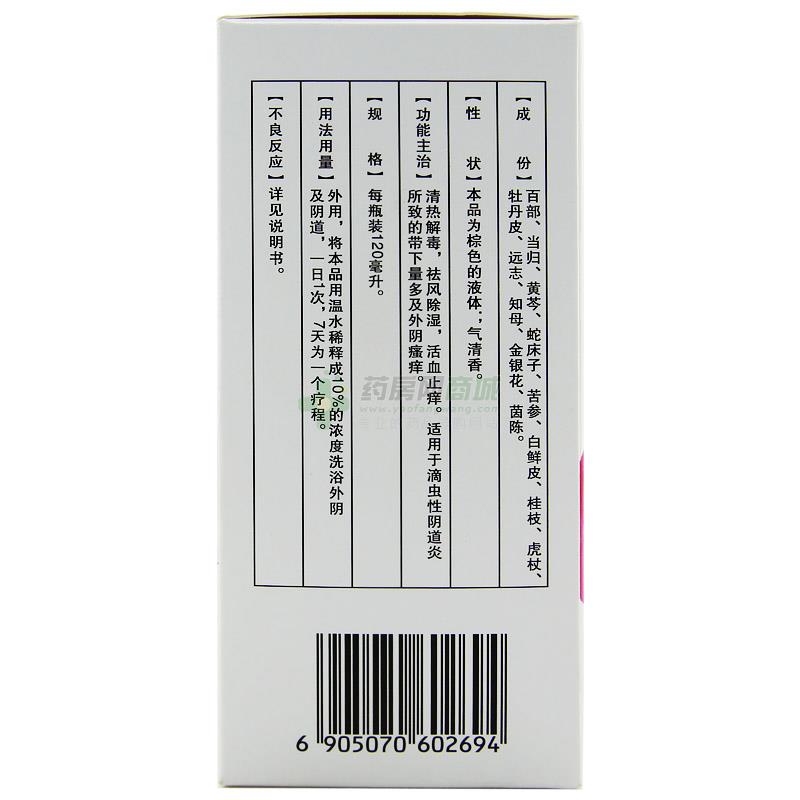 【成份】百部、当归、黄芩、蛇床子、苦参、白鲜皮、桂枝、虎杖、
牡丹皮、远志、知母、金银花、茵陈。
【性状】本品为棕色的液体；气清香。
【功能主治】清热解毒，祛风除湿，活血止痒。适用于滴虫性阴道炎
所致的带下量多及外阴瘙痒。
【规格】每瓶装120毫升。
【用法用量】外用，将本品用温水稀释成10%的浓度洗浴外阴
及阴道，一日1次，7天为一个疗程。
【不良反应】详见说明书。
药房网商城
www.yaofangwang.com
6 905070 602694